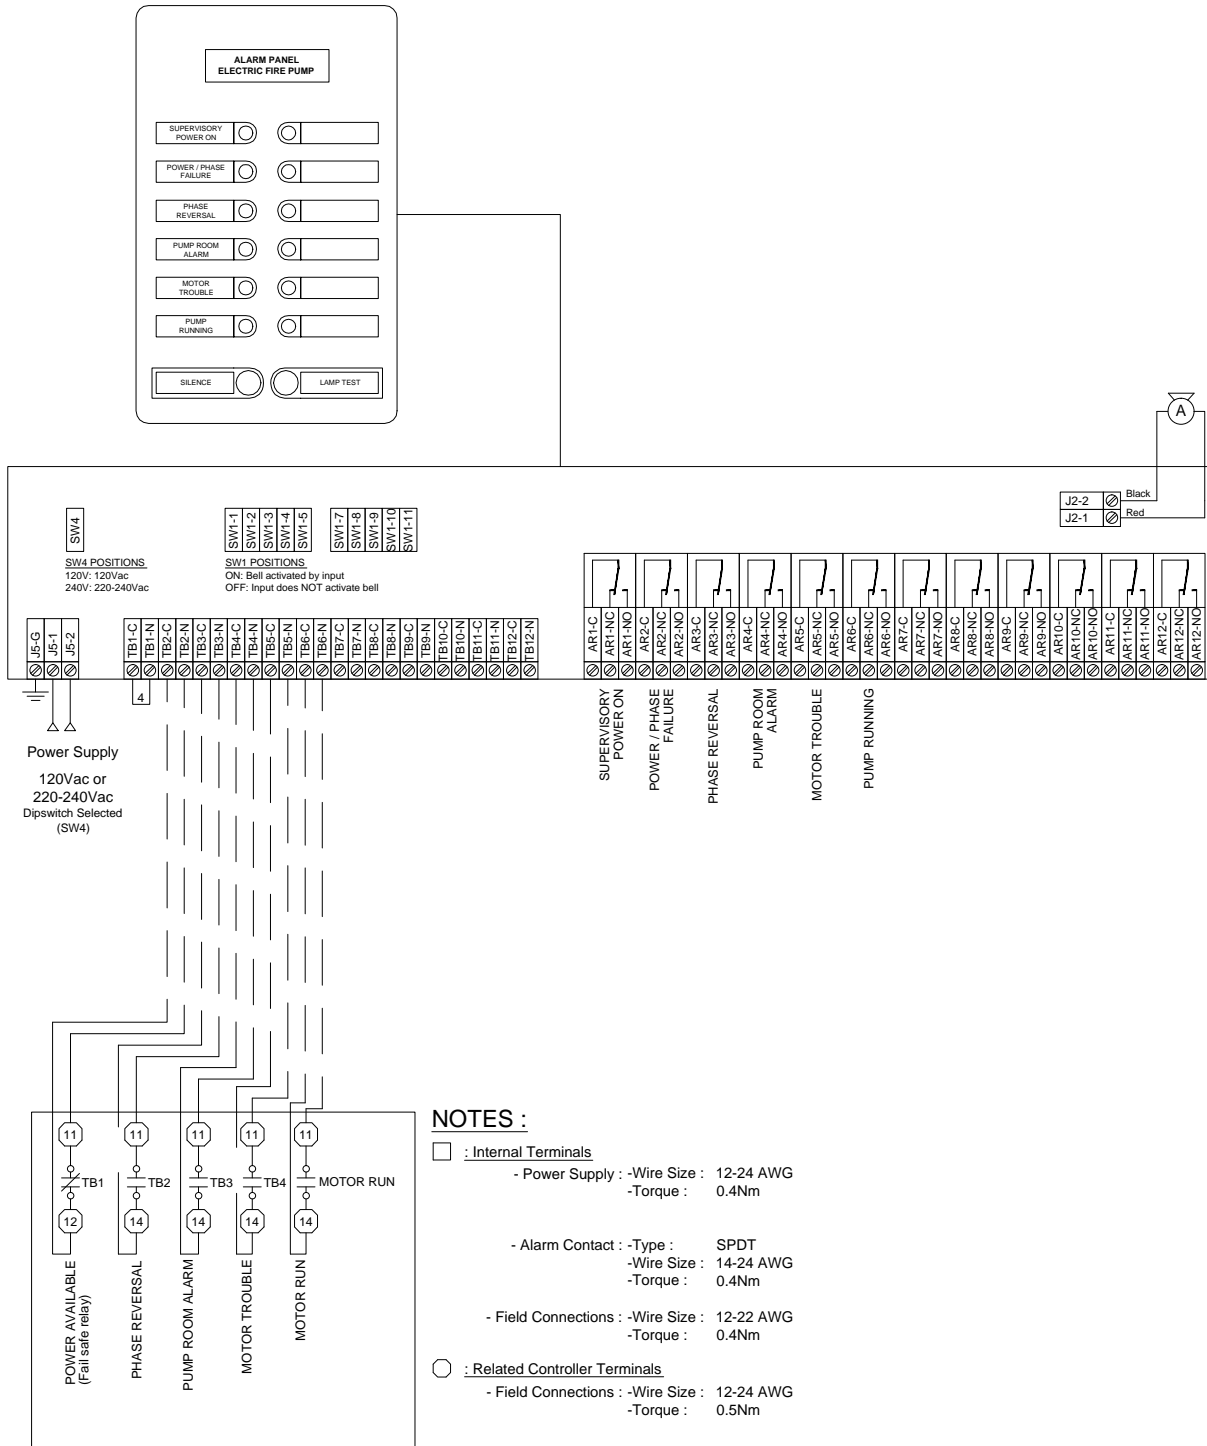 ALARM PANEL
ELECTRIC FIRE PUMP
SUPERVISORY
POWER ON
POWER / PHASE
FAILURE
PHASE
REVERSAL
PUMP ROOM
ALARM
MOTOR
TROUBLE
PUMP
RUNNING
SILENCE
LAMP TEST
A
J2-2
Black
J2-1
Red
SW4
SW4 POSITIONS
120V: 120Vac
240V: 220-240Vac
SW1-1
SW1-2
SW1-3
SW1-4
SW1-5
SW1-7
SW1-8
SW1-9
SW1-10
SW1-11
SW1 POSITIONS
ON: Bell activated by input
OFF: Input does NOT activate bell
J5-G
J5-1
J5-2
TB1-C
TB1-N
TB2-C
TB2-N
TB3-C
TB3-N
TB4-C
TB4-N
TB5-C
TB5-N
TB6-C
TB6-N
TB7-C
TB7-N
TB8-C
TB8-N
TB9-C
TB9-N
TB10-C
TB10-N
TB11-C
TB11-N
TB12-C
TB12-N
AR1-C
AR1-NC
AR1-NO
AR2-C
AR2-NC
AR2-NO
AR3-C
AR3-NC
AR3-NO
AR4-C
AR4-NC
AR4-NO
AR5-C
AR5-NC
AR5-NO
AR6-C
AR6-NC
AR6-NO
AR7-C
AR7-NC
AR7-NO
AR8-C
AR8-NC
AR8-NO
AR9-C
AR9-NC
AR9-NO
AR10-C
AR10-NC
AR10-NO
AR11-C
AR11-NC
AR11-NO
AR12-C
AR12-NC
AR12-NO
4
SUPERVISORY
POWER ON
POWER / PHASE
FAILURE
PHASE REVERSAL
PUMP ROOM
ALARM
MOTOR TROUBLE
PUMP RUNNING
Power Supply
120Vac or
220-240Vac
Dipswitch Selected
(SW4)
11
11
11
11
11
TB1
TB2
TB3
TB4
MOTOR RUN
12
14
14
14
14
POWER AVAILABLE
(Fail safe relay)
PHASE REVERSAL
PUMP ROOM ALARM
MOTOR TROUBLE
MOTOR RUN
NOTES :
: Internal Terminals
- Power Supply : -Wire Size : 12-24 AWG
-Torque : 0.4Nm
- Alarm Contact : -Type : SPDT
-Wire Size : 14-24 AWG
-Torque : 0.4Nm
- Field Connections : -Wire Size : 12-22 AWG
-Torque : 0.4Nm
: Related Controller Terminals
- Field Connections : -Wire Size : 12-24 AWG
-Torque : 0.5Nm